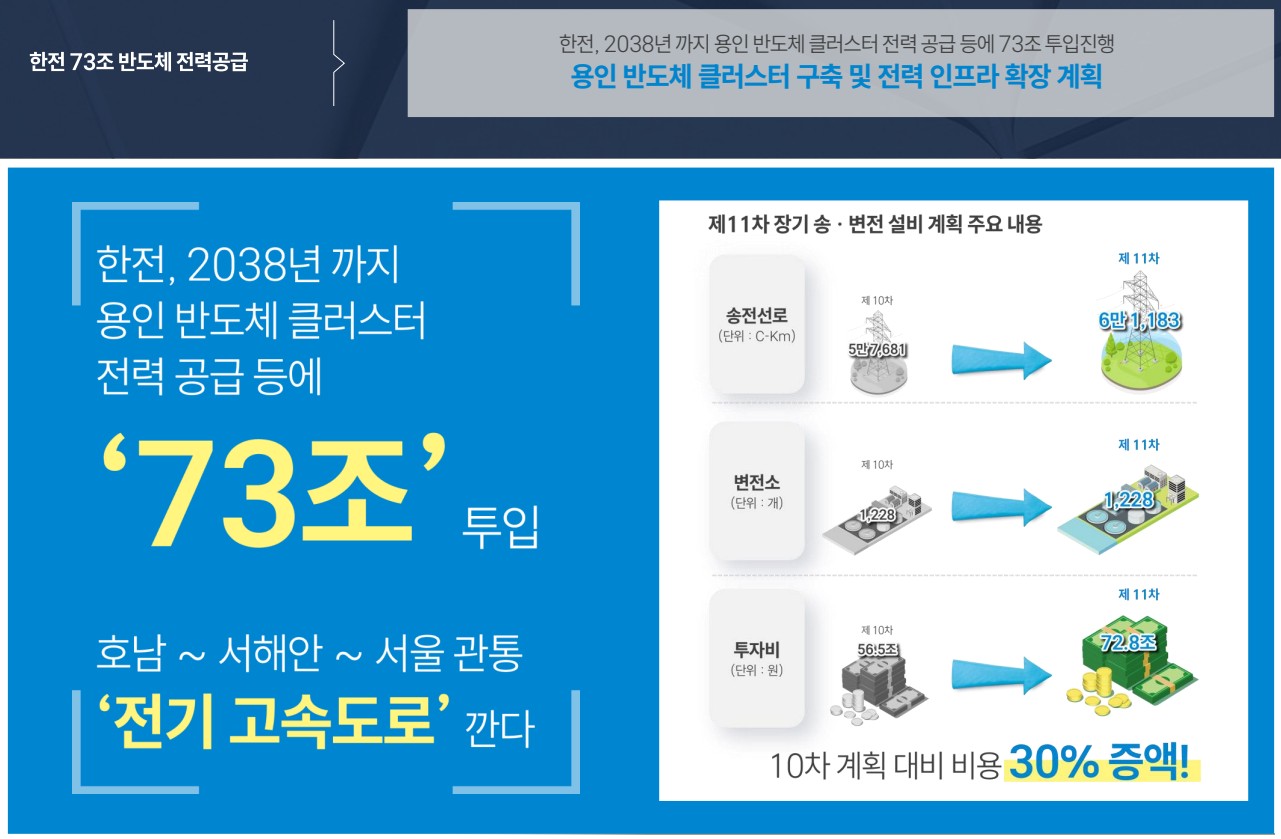 한전 73조 반도체 전력공급
한전, 2038년 까지 용인 반도체 클러스터 전력 공급 등에 73조 투입진행
용인 반도체 클러스터 구축 및 전력 인프라 확장 계획
한전, 2038년 까지
용인 반도체 클러스터
전력 공급 등에
‘73조’ 투입
호남 ~ 서해안 ~ 서울 관통
‘전기 고속도로’ 깐다
제11차 장기 송 · 변전 설비 계획 주요 내용
송전선로
(단위 : C-Km)
제 10차
5만7,681
제 11차
6만 1,183
변전소
(단위 : 개)
제 10차
1,228
제 11차
1,228
투자비
(단위 : 원)
제 10차
56.5조
제 11차
72.8조
10차 계획 대비 비용 30% 증액!